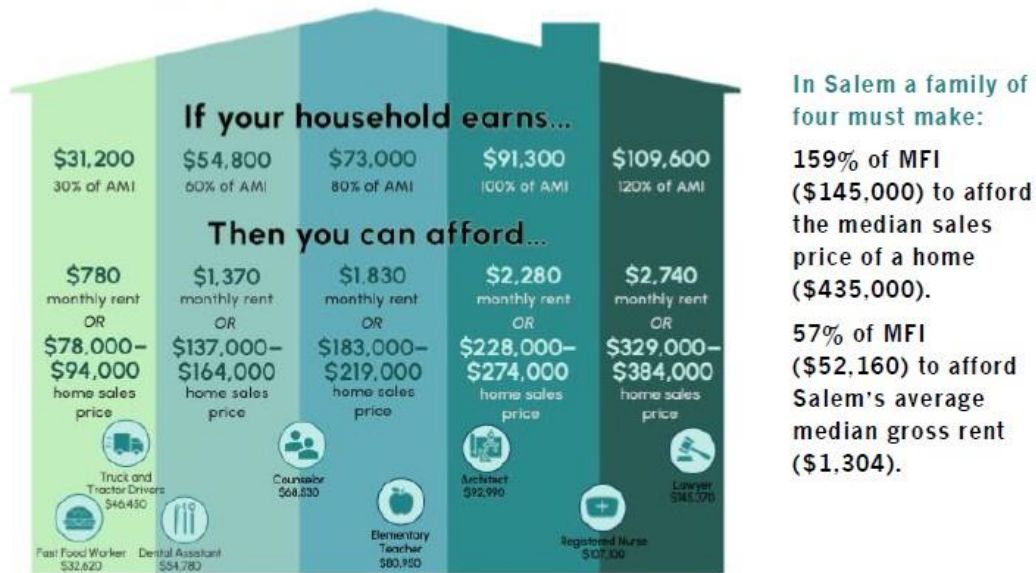 If your household earns...
$31,200 $54,800 $73,000 $91,300 $109,600
30% of AMI 60% of AMI 80% of AMI 100% of AMI 120% of AMI
Then you can afford...
$780 $1,370 $1,830 $2,280 $2,740
monthly rent monthly rent monthly rent monthly rent monthly rent
OR OR OR OR OR
$78,000– $137,000– $183,000– $228,000– $329,000–
$94,000 $164,000 $219,000 $274,000 $384,000
home sales home sales home sales home sales home sales
price price price price price
Truck and
Tractor Drivers
$46,450
Counselor
$68,530
Architect
$92,990
Lawyer
$145,370
Fast Food Worker
$32,620
Dental Assistant
$54,780
Elementary
Teacher
$80,950
Registered Nurse
$107,100
In Salem a family of
four must make:
159% of MFI
($145,000) to afford
the median sales
price of a home
($435,000).
57% of MFI
($52,160) to afford
Salem's average
median gross rent
($1,304).